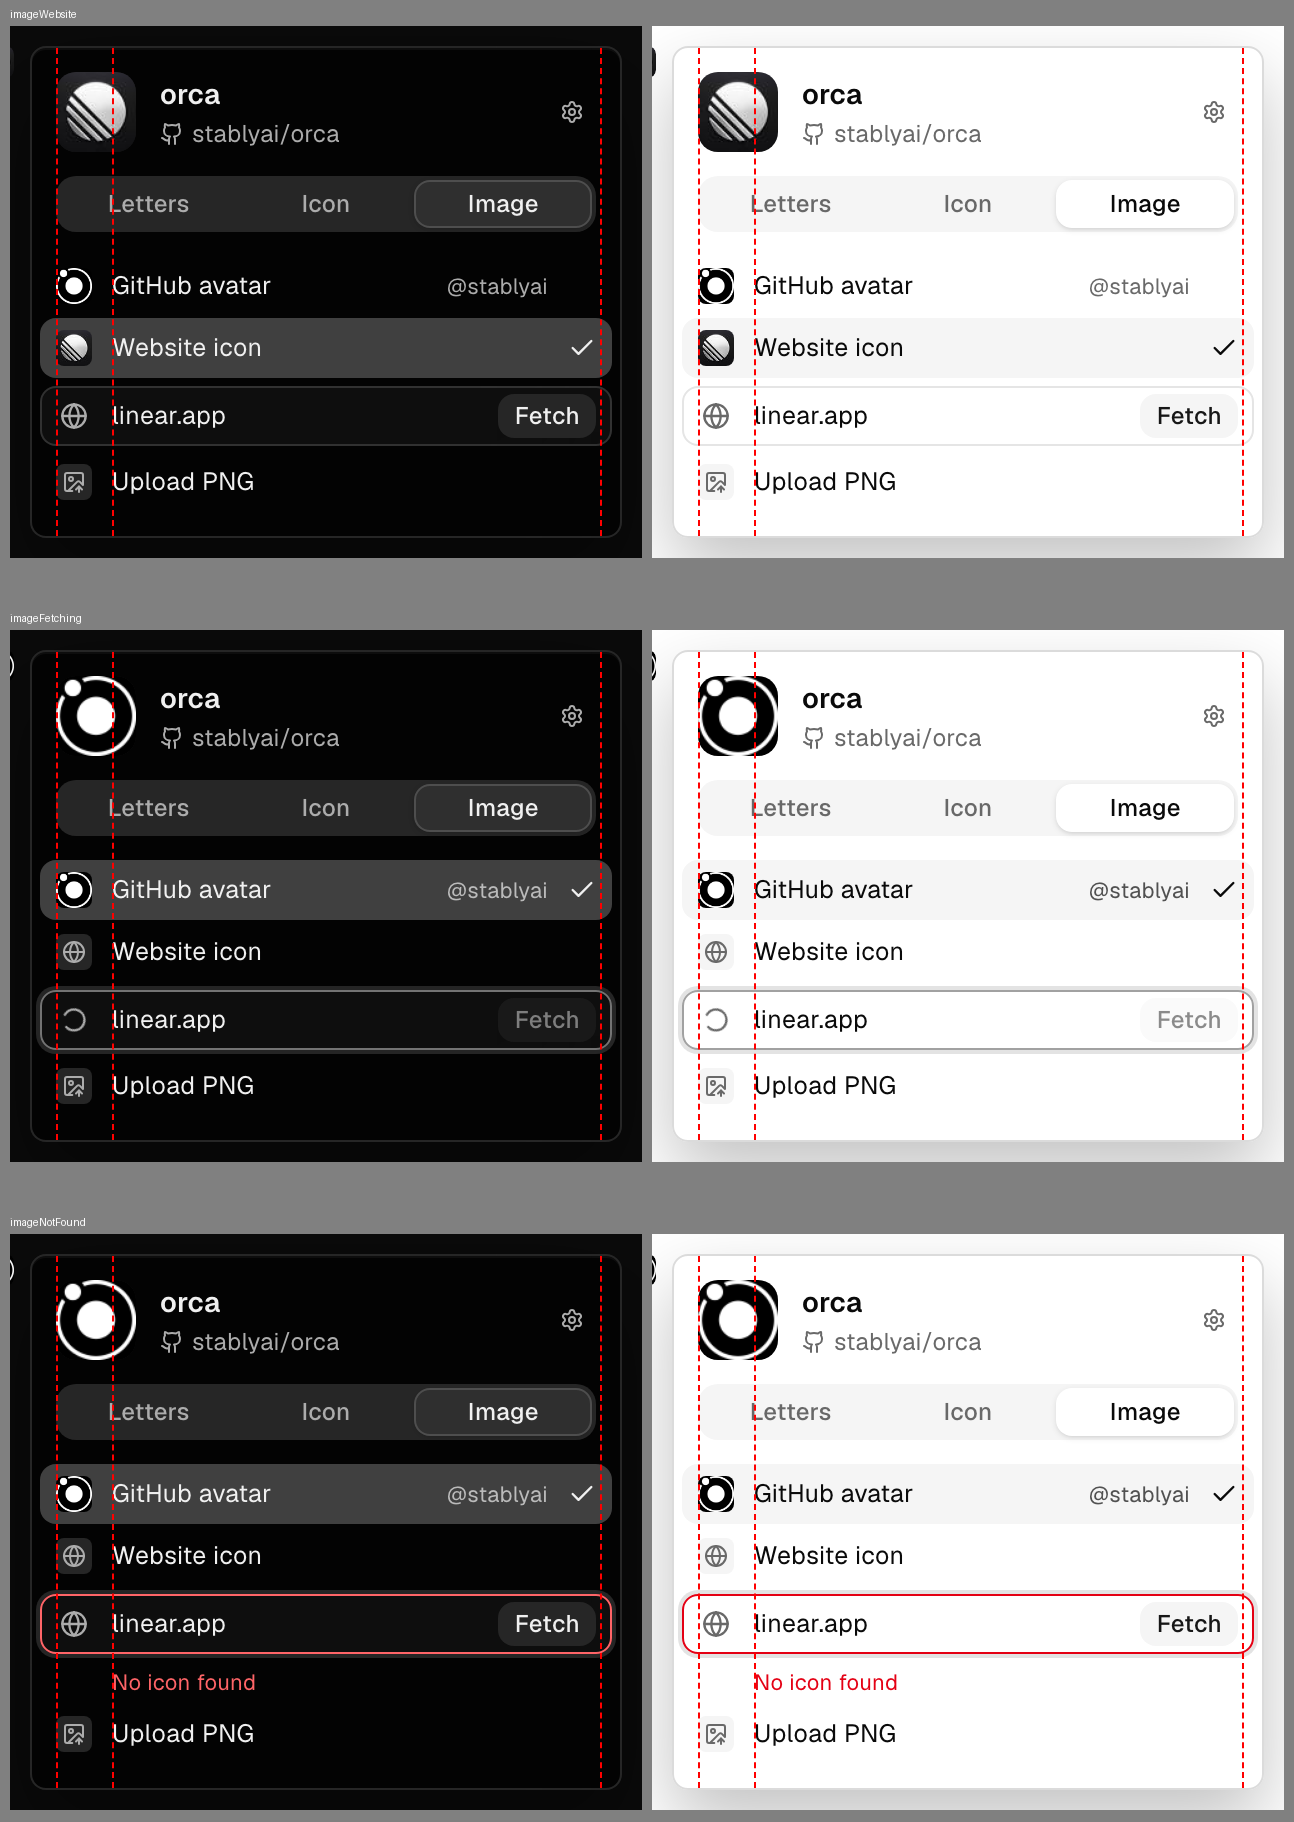 imageWebsite
orca
stablyai/orca
Letters Icon Image
GitHub avatar @stablyai
Website icon
linear.app Fetch
Upload PNG
orca
stablyai/orca
Letters Icon Image
GitHub avatar @stablyai
Website icon
linear.app Fetch
Upload PNG
imageFetching
orca
stablyai/orca
Letters Icon Image
GitHub avatar @stablyai
Website icon
linear.app Fetch
Upload PNG
orca
stablyai/orca
Letters Icon Image
GitHub avatar @stablyai
Website icon
linear.app Fetch
Upload PNG
imageNotFound
orca
stablyai/orca
Letters Icon Image
GitHub avatar @stablyai
Website icon
linear.app Fetch
No icon found
Upload PNG
orca
stablyai/orca
Letters Icon Image
GitHub avatar @stablyai
Website icon
linear.app Fetch
No icon found
Upload PNG